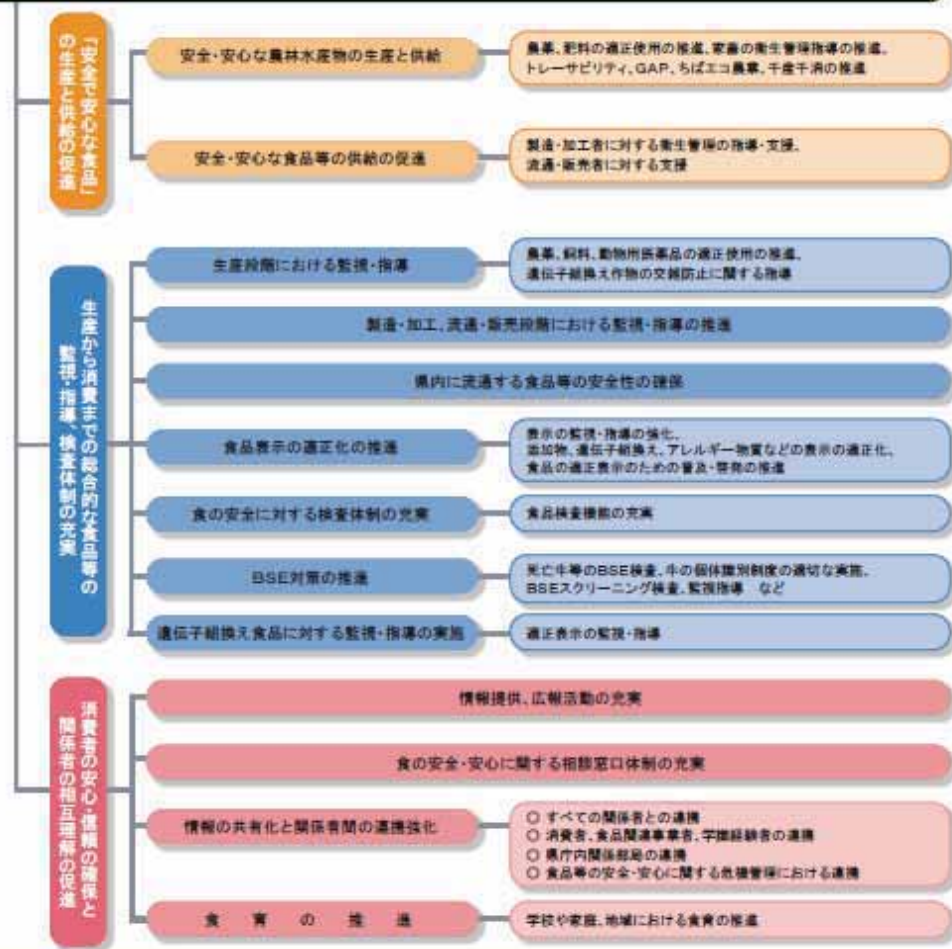 「安全で安心な食品」
の生産と供給の促進
安全・安心な農林水産物の生産と供給
農薬、肥料の適正使用の推進、家畜の衛生管理指導の推進、
トレーサビリティ、GAP、ちばエコ農業、千産千消の推進
安全・安心な食品等の供給の促進
製造・加工者に対する衛生管理の指導・支援、
流通・販売者に対する支援
生産から消費までの総合的な食品等の
監視・指導、検査体制の充実
生産段階における監視・指導
農薬、飼料、動物用医薬品の適正使用の推進、
遺伝子組換え作物の交雑防止に関する指導
製造・加工、流通・販売段階における監視・指導の推進
県内に流通する食品等の安全性の確保
食品表示の適正化の推進
表示の監視・指導の強化、
添加物、遺伝子組換え、アレルギー物質などの表示の適正化、
食品の適正表示のための普及・啓発の推進
食の安全に対する検査体制の充実
食品検査機能の充実
BSE対策の推進
死亡牛等のBSE検査、牛の個体識別制度の適切な実施、
BSEスクリーニング検査、監視指導　など
遺伝子組換え食品に対する監視・指導の実施
適正表示の監視・指導
消費者の安心・信頼の確保と
関係者の相互理解の促進
情報提供、広報活動の充実
食の安全・安心に関する相談窓口体制の充実
情報の共有化と関係者間の連携強化
○ すべての関係者との連携
○ 消費者、食品関連事業者、学識経験者の連携
○ 県庁内関係部局の連携
○ 食品等の安全・安心に関する危機管理における連携
食育の推進
学校や家庭、地域における食育の推進